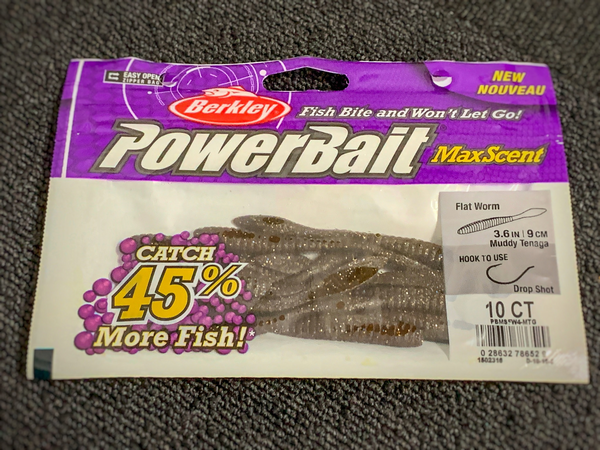 EASY OPEN
ZIPPER BAG
NEW
NOUVEAU
Berkley
Fish Bite and Won't Let Go!
PowerBait MaxScent
Flat Worm
3.6 IN | 9 CM
Muddy Tenaga
HOOK TO USE
Drop Shot
CATCH
45%
More Fish!
10 CT
0 28632 78652
1502318